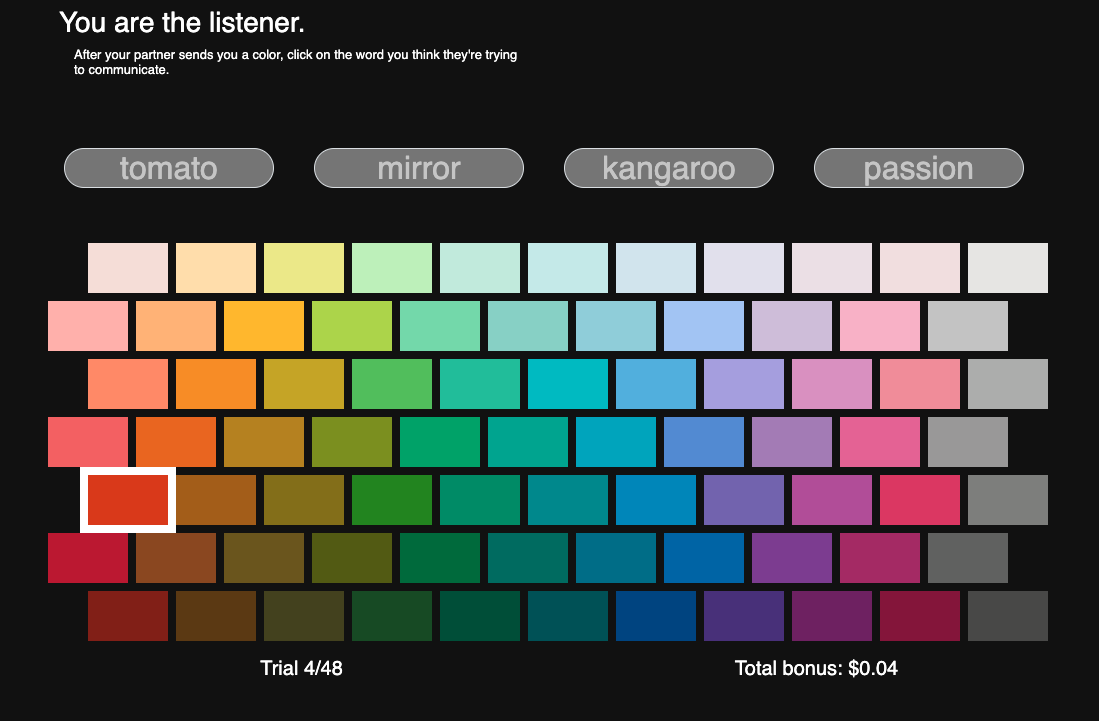 You are the listener.
After your partner sends you a color, click on the word you think they're trying
to communicate.
tomato
mirror
kangaroo
passion
Trial 4/48
Total bonus: $0.04